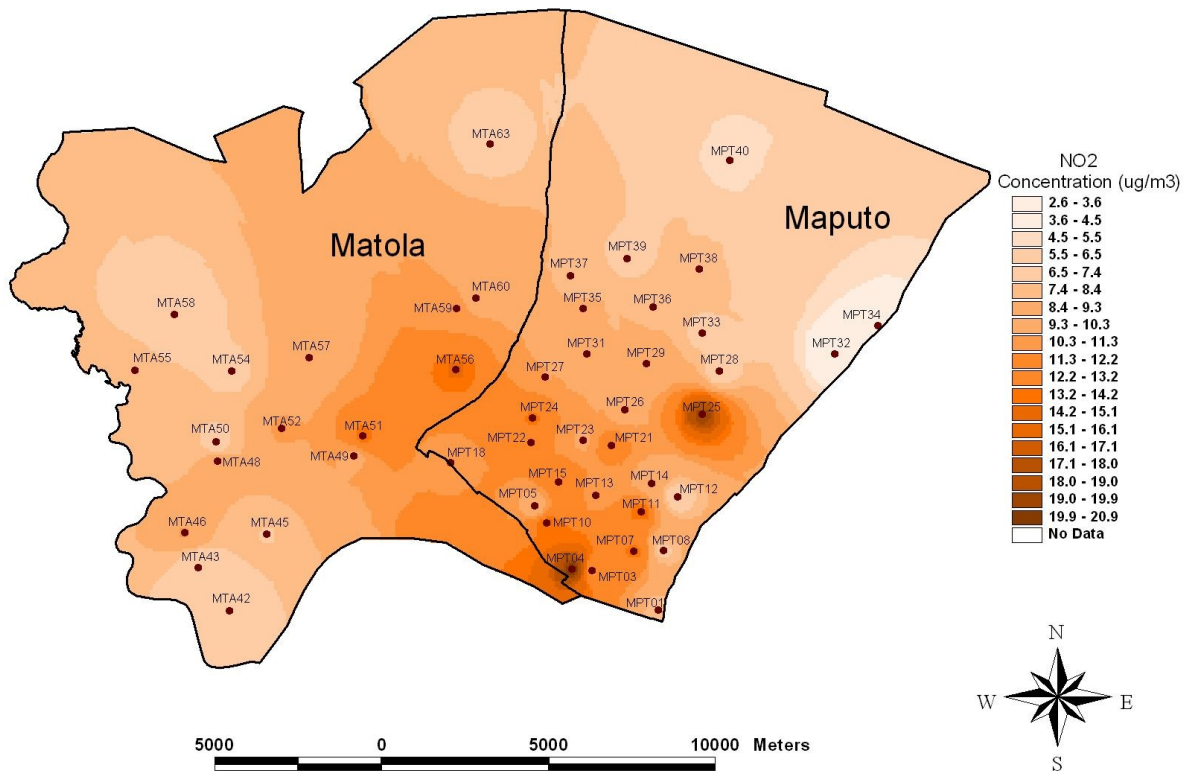 MTA63
MPT40
NO2
Concentration (ug/m3)
2.6 - 3.6
3.6 - 4.5
4.5 - 5.5
5.5 - 6.5
6.5 - 7.4
7.4 - 8.4
8.4 - 9.3
9.3 - 10.3
10.3 - 11.3
11.3 - 12.2
12.2 - 13.2
13.2 - 14.2
14.2 - 15.1
15.1 - 16.1
16.1 - 17.1
17.1 - 18.0
18.0 - 19.0
19.0 - 19.9
19.9 - 20.9
No Data
Matola
Maputo
MPT39
MPT37
MPT38
MTA58
MTA60
MTA59
MPT35
MPT36
MPT34
MPT33
MPT32
MTA55
MTA54
MTA57
MTA56
MPT31
MPT29
MPT28
MPT27
MPT24
MPT26
MPT25
MTA50
MTA52
MTA51
MPT22
MPT23
MPT21
MTA48
MTA49
MPT18
MPT15
MPT13
MPT14
MPT12
MPT05
MPT11
MTA46
MTA45
MPT10
MTA43
MPT04
MPT07
MPT08
MPT03
MTA42
MPT01
N
W
E
S
5000
0
5000
10000
Meters